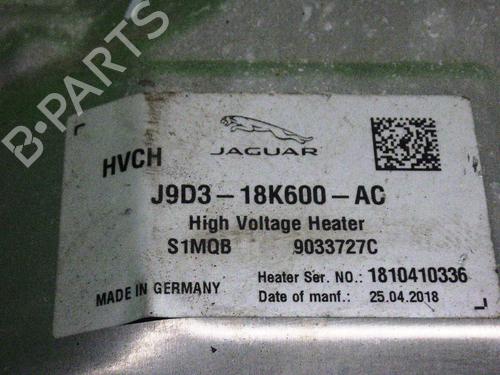 B-PARTS
HVCH
JAGUAR
J9D3-18K600-AC
High Voltage Heater
S1MQB 9033727C
Heater Ser. NO.: 1810410336
MADE IN GERMANY
Date of manf.: 25.04.2018